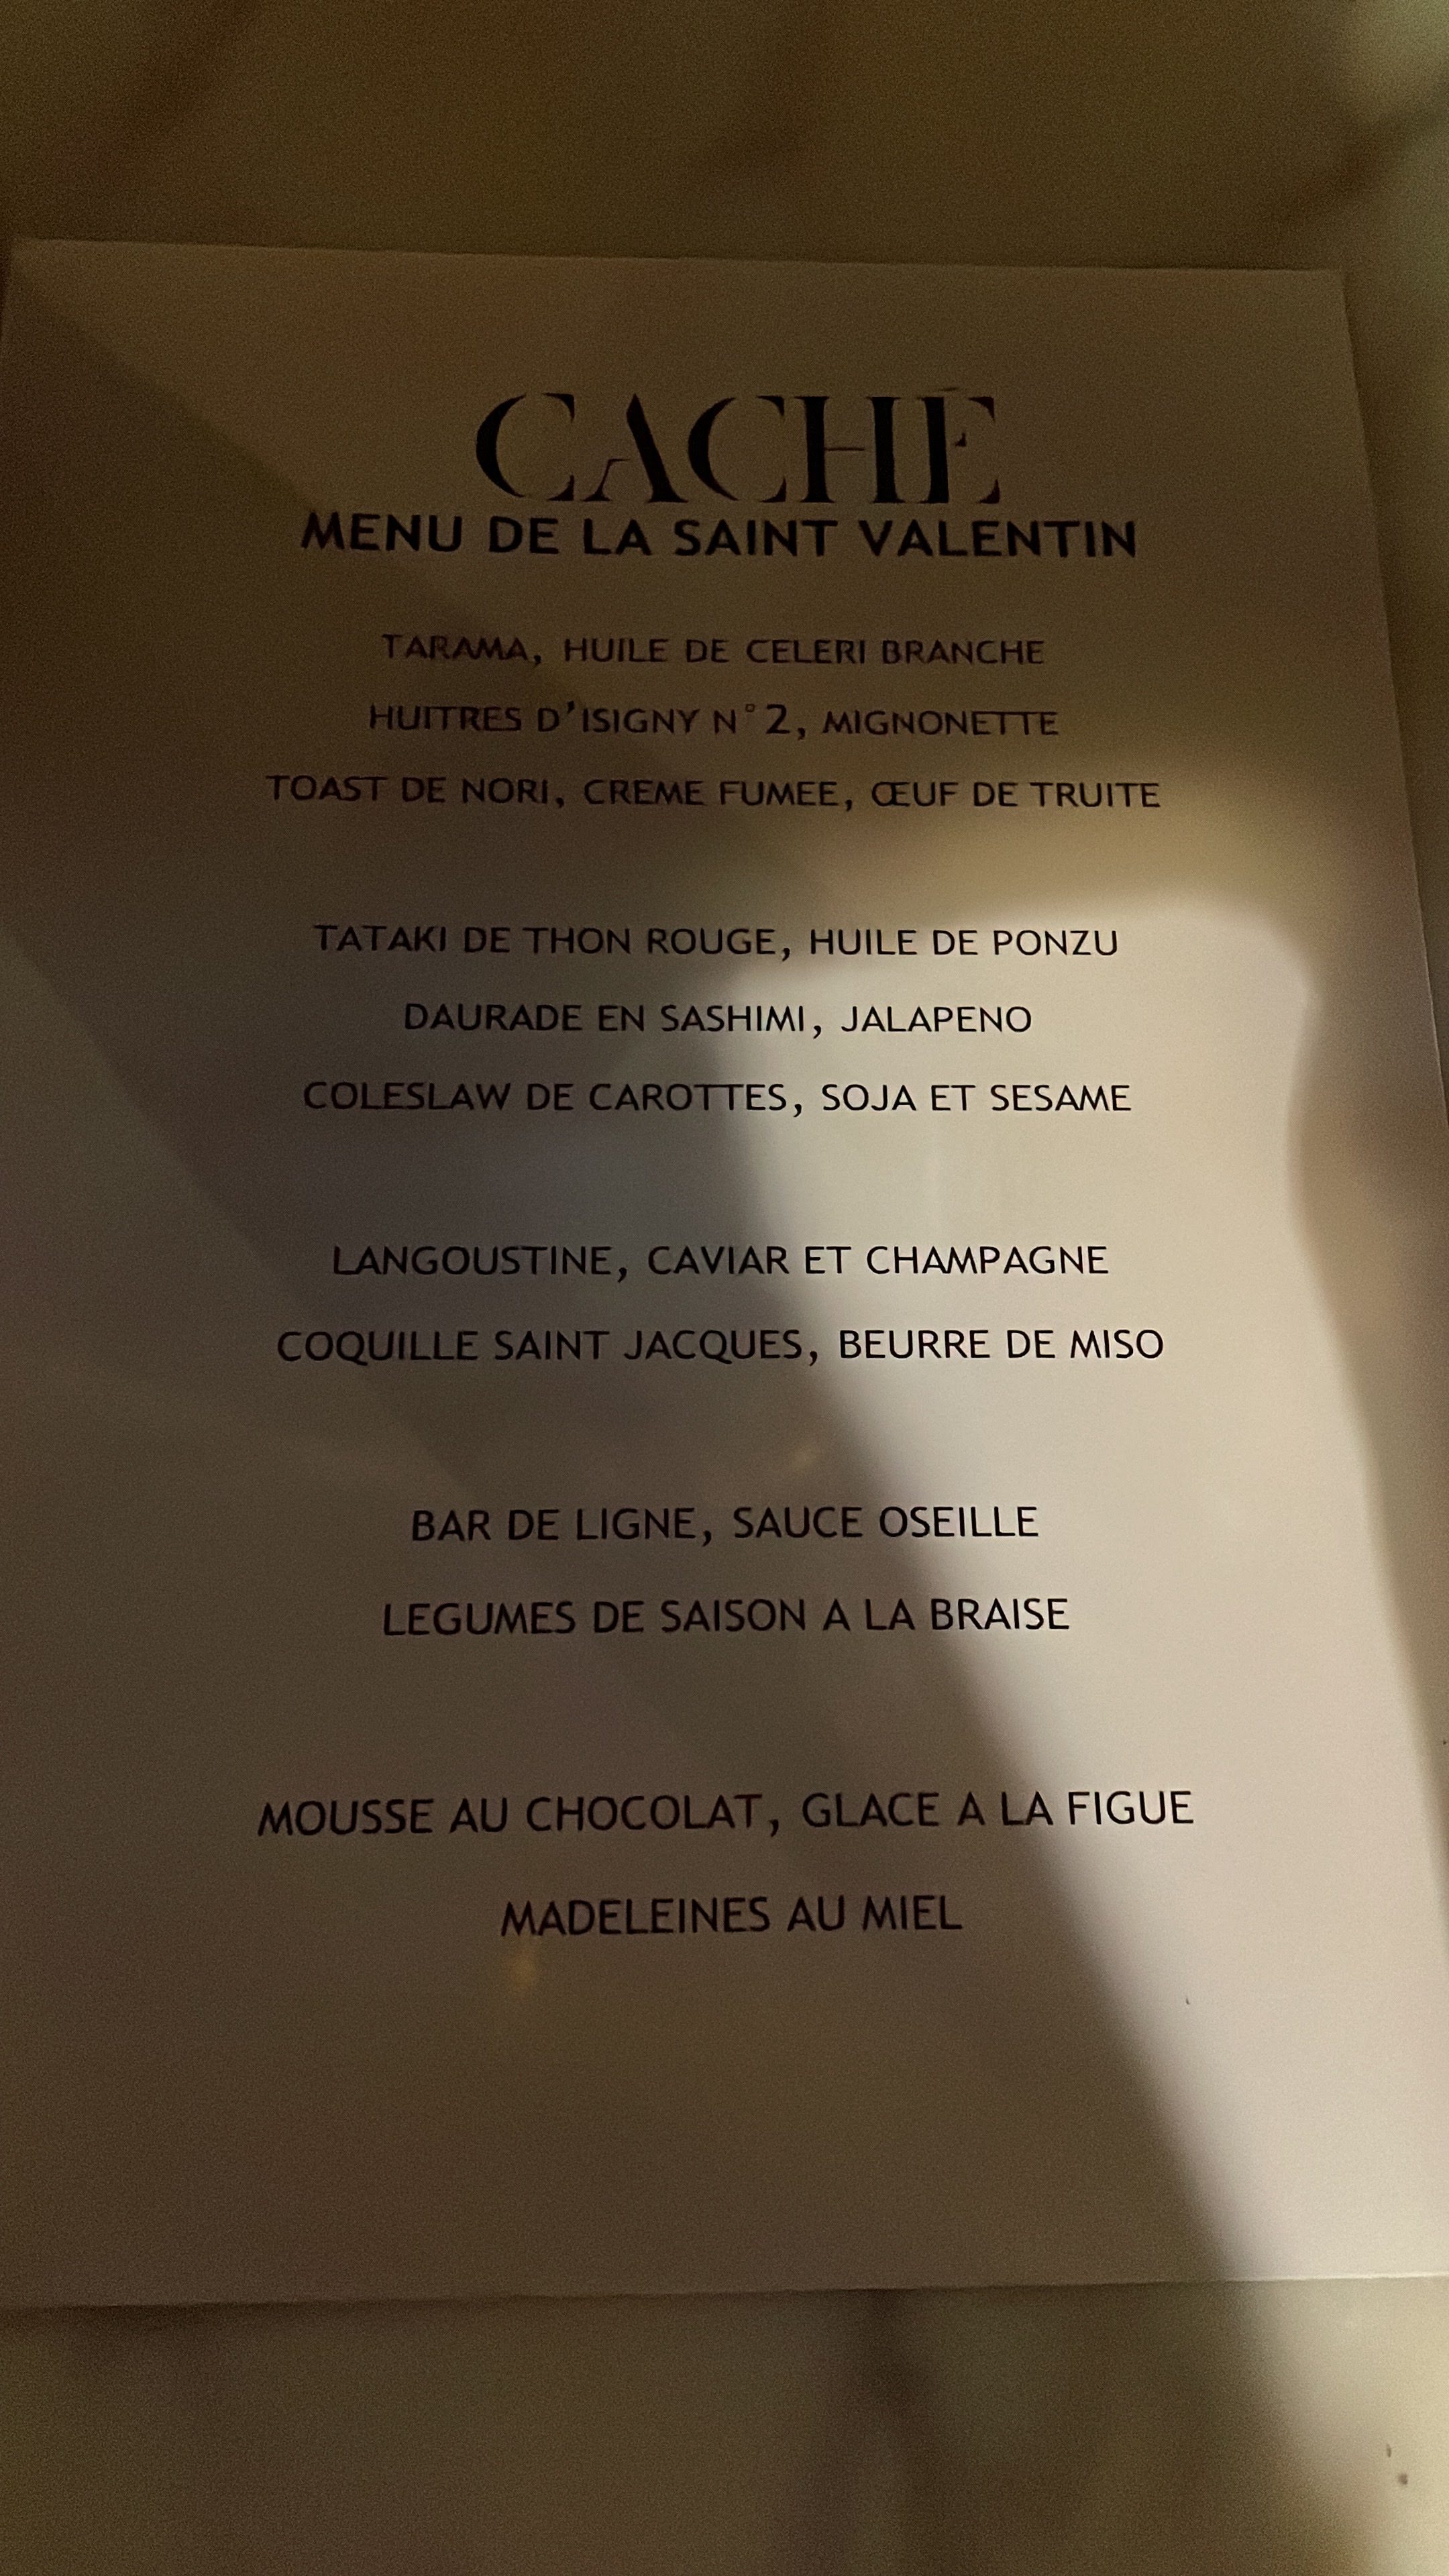 CACHÉ
MENU DE LA SAINT VALENTIN
TARAMA, HUILE DE CELERI BRANCHE
HUITRES D'ISIGNY N°2, MIGNONETTE
TOAST DE NORI, CREME FUMEE, ŒUF DE TRUITE
TATAKI DE THON ROUGE, HUILE DE PONZU
DAURADE EN SASHIMI, JALAPENO
COLESLAW DE CAROTTES, SOJA ET SESAME
LANGOUSTINE, CAVIAR ET CHAMPAGNE
COQUILLE SAINT JACQUES, BEURRE DE MISO
BAR DE LIGNE, SAUCE OSEILLE
LEGUMES DE SAISON A LA BRAISE
MOUSSE AU CHOCOLAT, GLACE A LA FIGUE
MADELEINES AU MIEL